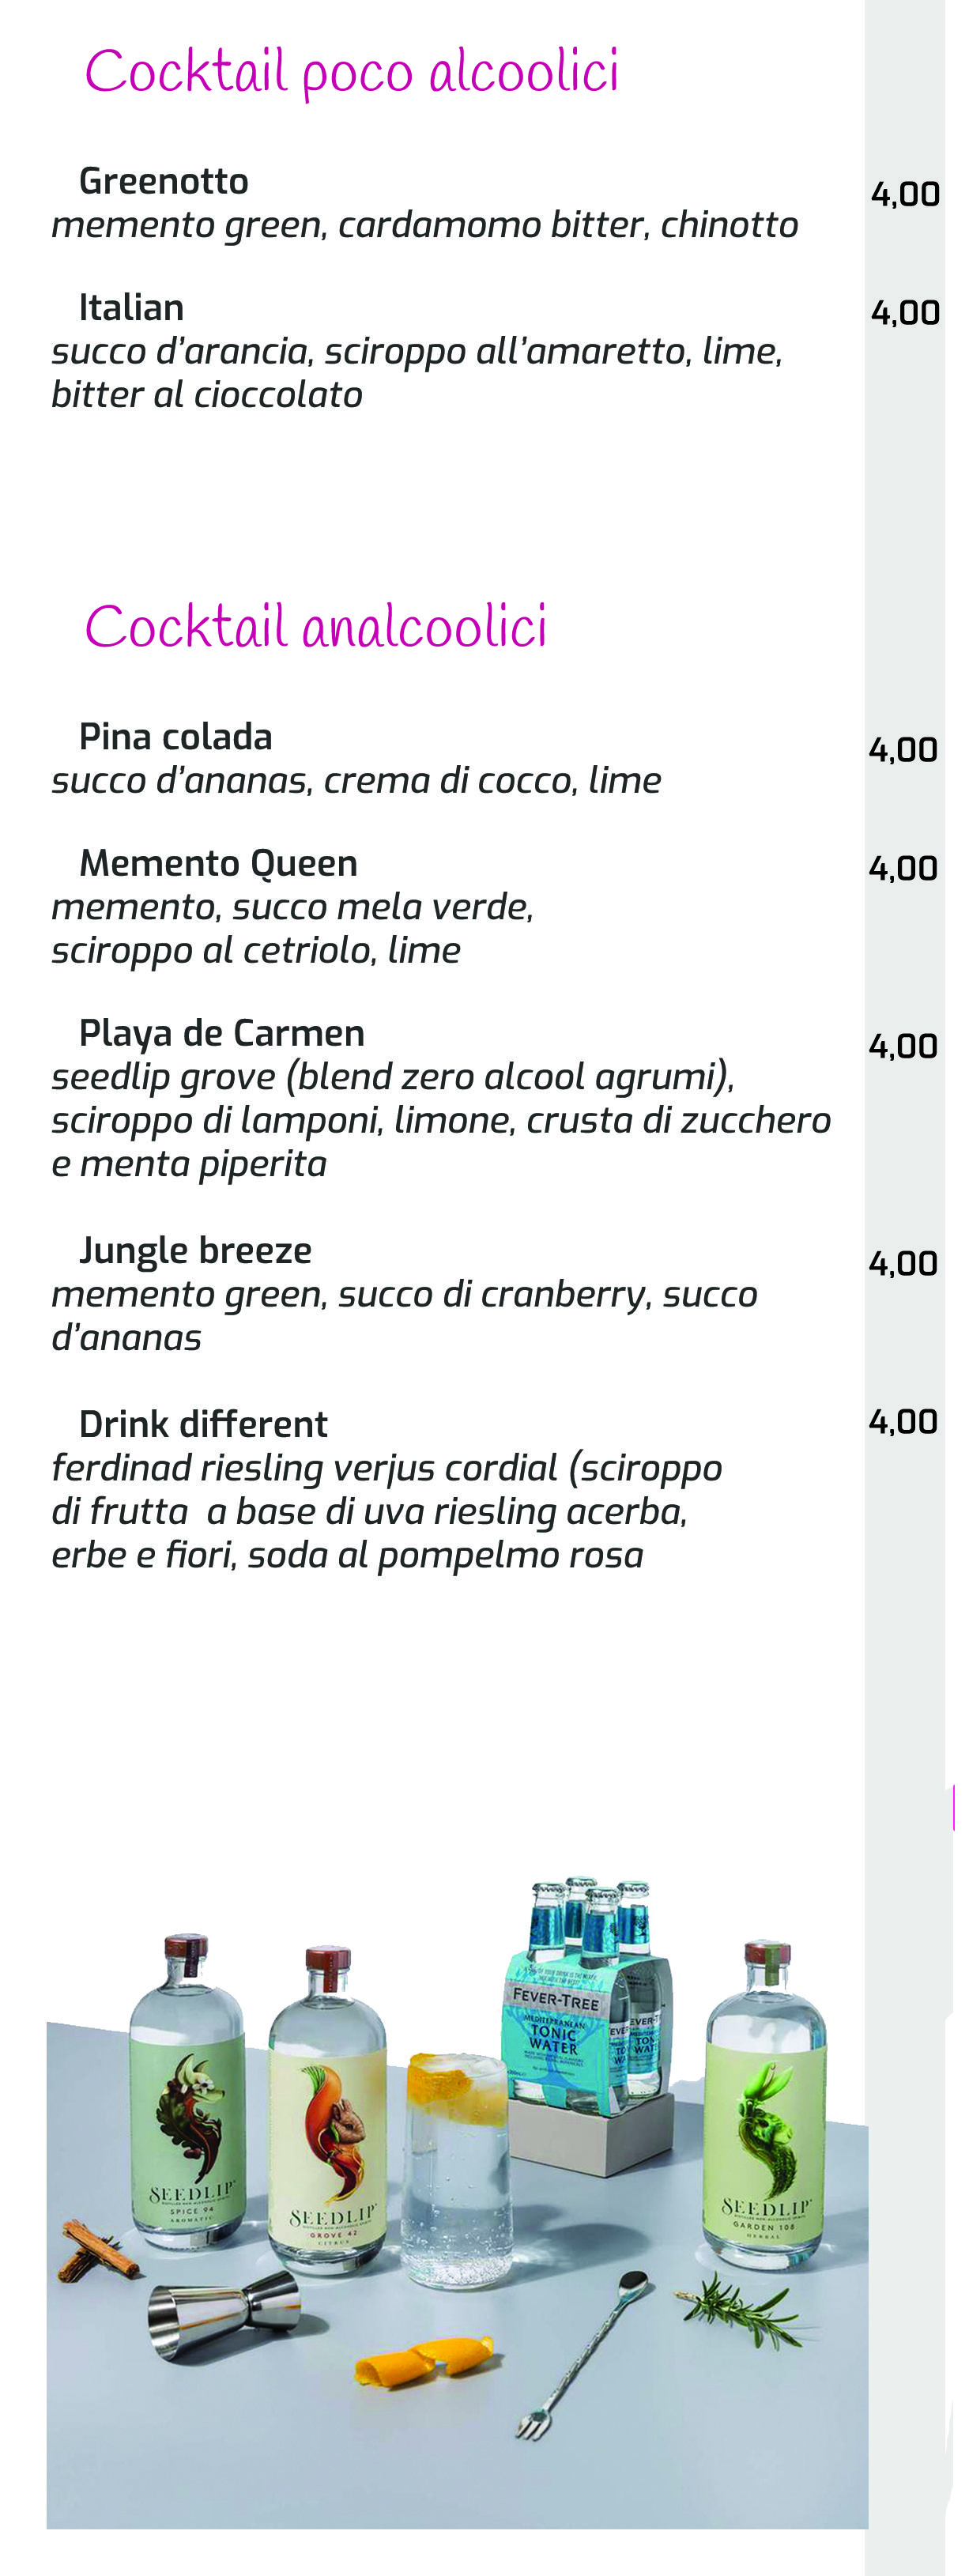 Cocktail poco alcoolici
Greenotto
4,00
memento green, cardamomo bitter, chinotto
Italian
4,00
succo d’arancia, sciroppo all’amaretto, lime,
bitter al cioccolato
Cocktail analcoolici
Pina colada
4,00
succo d’ananas, crema di cocco, lime
Memento Queen
4,00
memento, succo mela verde,
sciroppo al cetriolo, lime
Playa de Carmen
4,00
seedlip grove (blend zero alcool agrumi),
sciroppo di lamponi, limone, crusta di zucchero
e menta piperita
Jungle breeze
4,00
memento green, succo di cranberry, succo
d’ananas
Drink different
4,00
ferdinad riesling verjus cordial (sciroppo
di frutta  a base di uva riesling acerba,
erbe e fiori, soda al pompelmo rosa
FEVER-TREE
MEDITERRANEAN
TONIC
WATER
SEEDLIP
SPICE 94
AROMATIC
SEEDLIP
GROVE 42
CITRUS
SEEDLIP
GARDEN 108
HERBAL